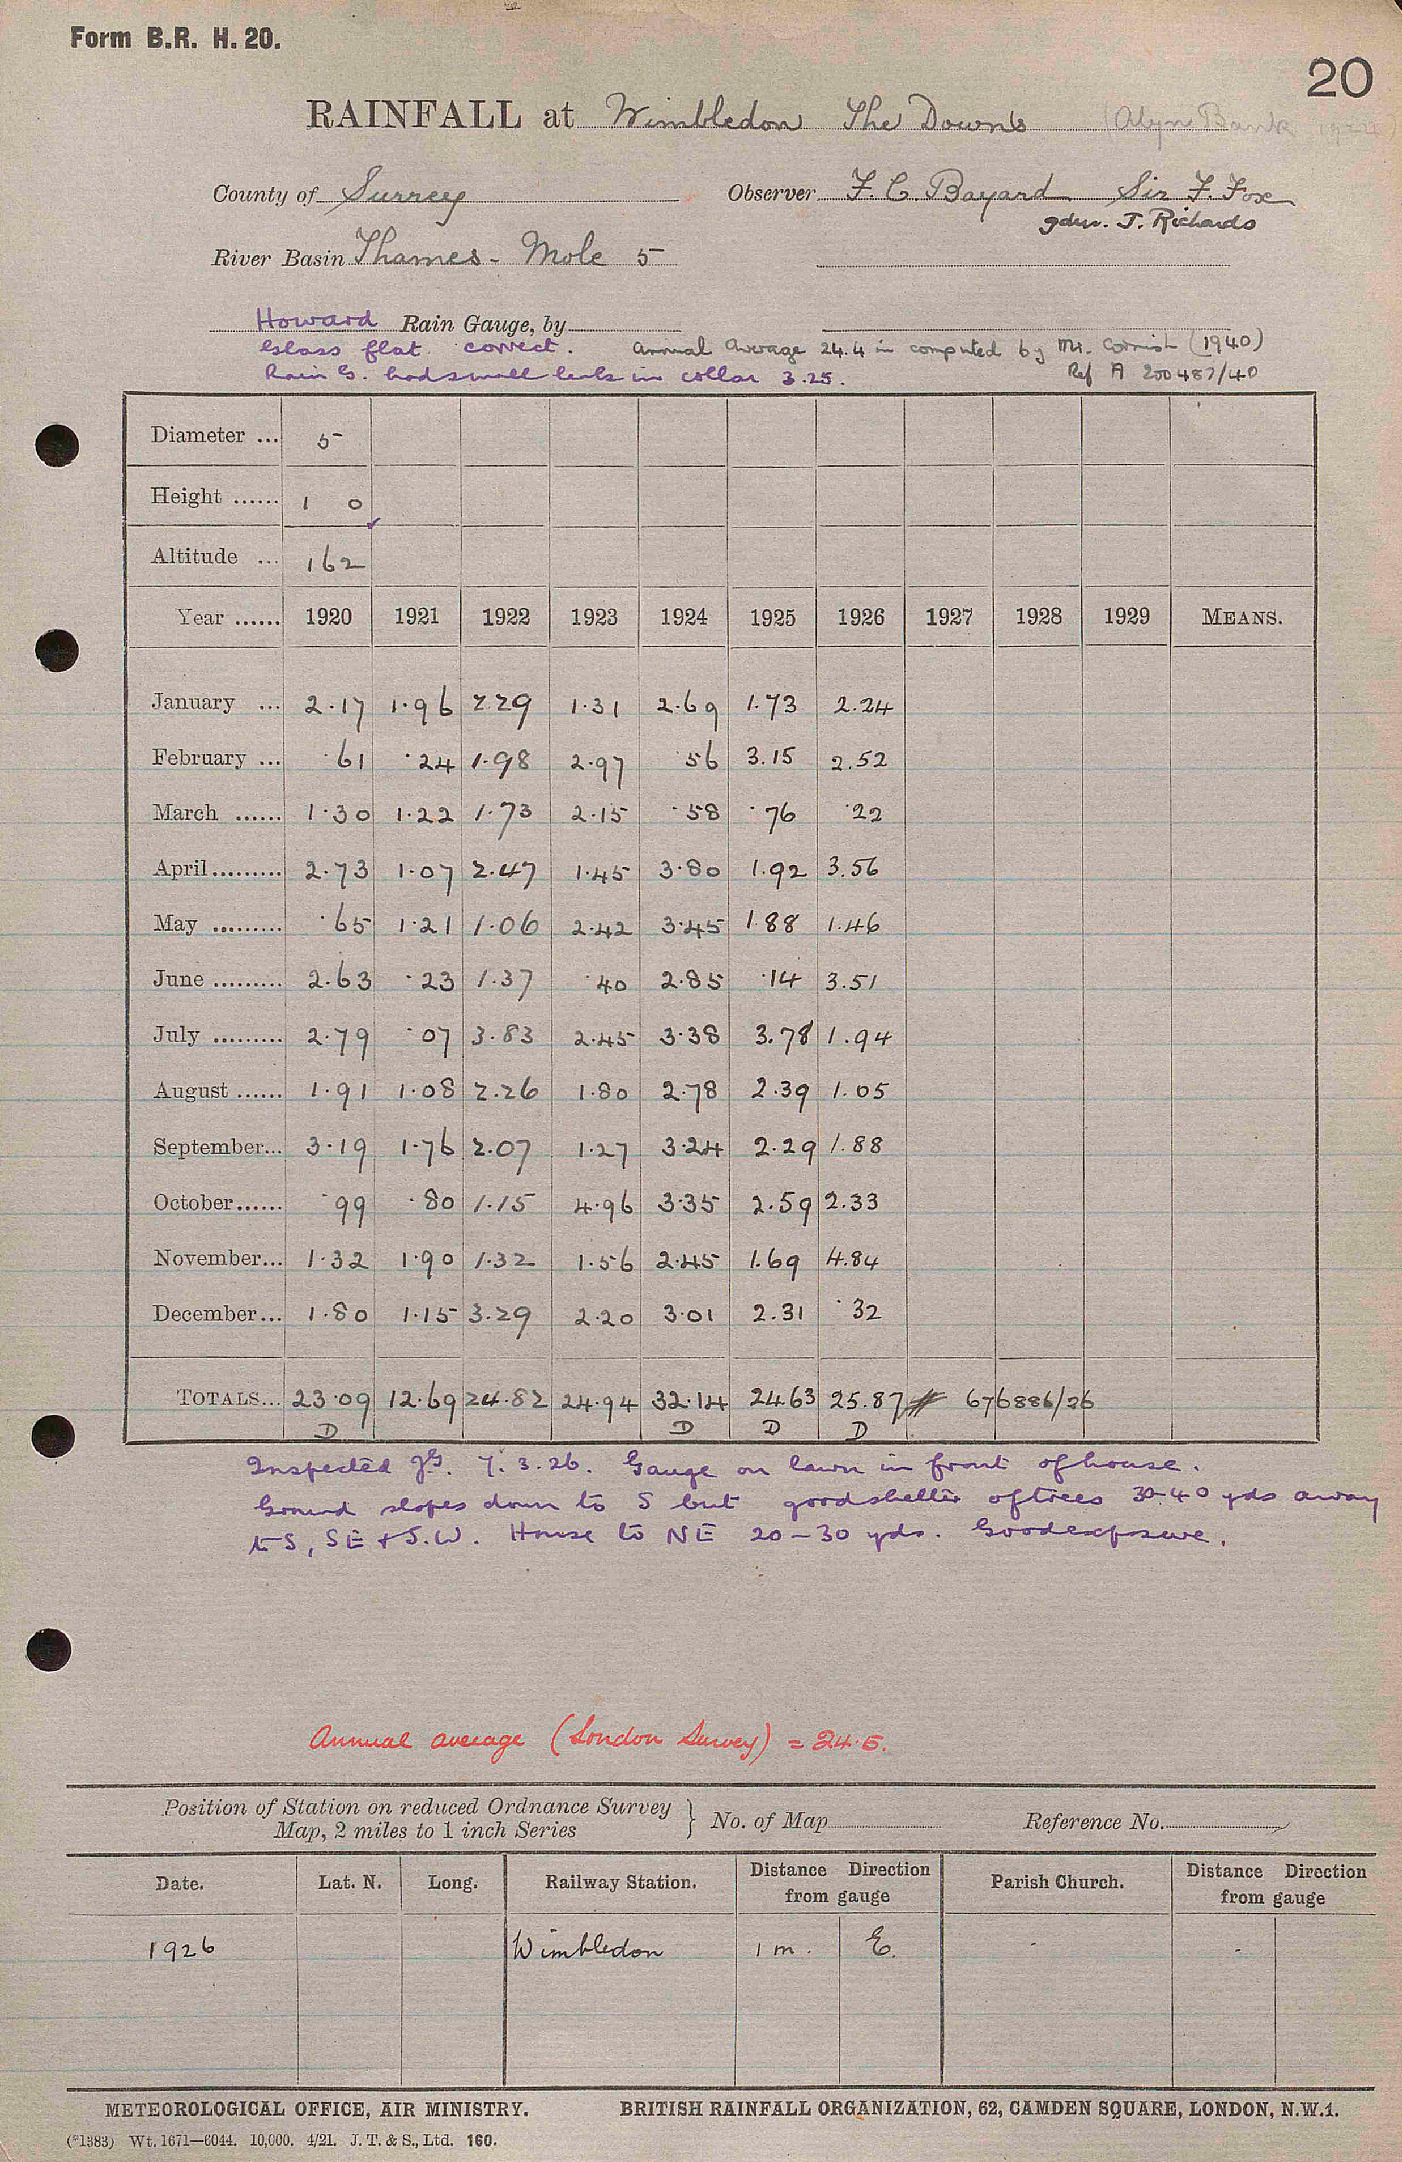 Form B.R. H. 20.
20
RAINFALL at Wimbledon The Downs (Alyn Bank 1924)
County of Surrey Observer F. C. Bayard Sir F. Fox
gdnr. J. Richards
River Basin Thames - Mole 5
Howard Rain Gauge, by
Glass flat. correct. Annual Average 24.4 in computed by Mr. Cornish (1940)
Rain G. had small leak in collar 3.25. Ref A 200487/40
Diameter ... 5
Height ...... 1 0
Altitude ... 162
Year ...... 1920 1921 1922 1923 1924 1925 1926 1927 1928 1929 MEANS.
January ... 2.17 1.96 2.29 1.31 2.69 1.73 2.24
February ... .61 .24 1.98 2.97 .56 3.15 2.52
March ...... 1.30 1.22 1.73 2.15 .58 .76 .22
April ......... 2.73 1.07 2.47 1.45 3.80 1.92 3.56
May ......... .65 1.21 1.06 2.42 3.45 1.88 1.46
June ......... 2.63 .23 1.37 .40 2.85 .14 3.51
July ......... 2.79 .07 3.83 2.45 3.38 3.78 1.94
August ...... 1.91 1.08 2.26 1.80 2.78 2.39 1.05
September... 3.19 1.76 2.07 1.27 3.24 2.29 1.88
October...... .99 .80 1.15 4.96 3.35 2.59 2.33
November... 1.32 1.90 1.32 1.56 2.45 1.69 4.84
December... 1.80 1.15 3.29 2.20 3.01 2.31 .32
TOTALS... 23.09 12.69 24.82 24.94 32.14 24.63 25.87 # 676886/26
D D D D
Inspected JG. 7.3.26. Gauge on lawn in front of house.
Ground slopes down to S but good shelter of trees 30-40 yds away
to S, SE + S.W. House to NE 20-30 yds. Good exposure.
Annual average (London Survey) = 24.5.
Position of Station on reduced Ordnance Survey
Map, 2 miles to 1 inch Series } No. of Map Reference No.
Date. Lat. N. Long. Railway Station. Distance Direction from gauge Parish Church. Distance Direction from gauge
1926 Wimbledon 1 m. E. - -
METEOROLOGICAL OFFICE, AIR MINISTRY. BRITISH RAINFALL ORGANIZATION, 62, CAMDEN SQUARE, LONDON, N.W.1.
(*1383) Wt. 1671—6044. 10,000. 4/21. J. T. & S., Ltd. 160.